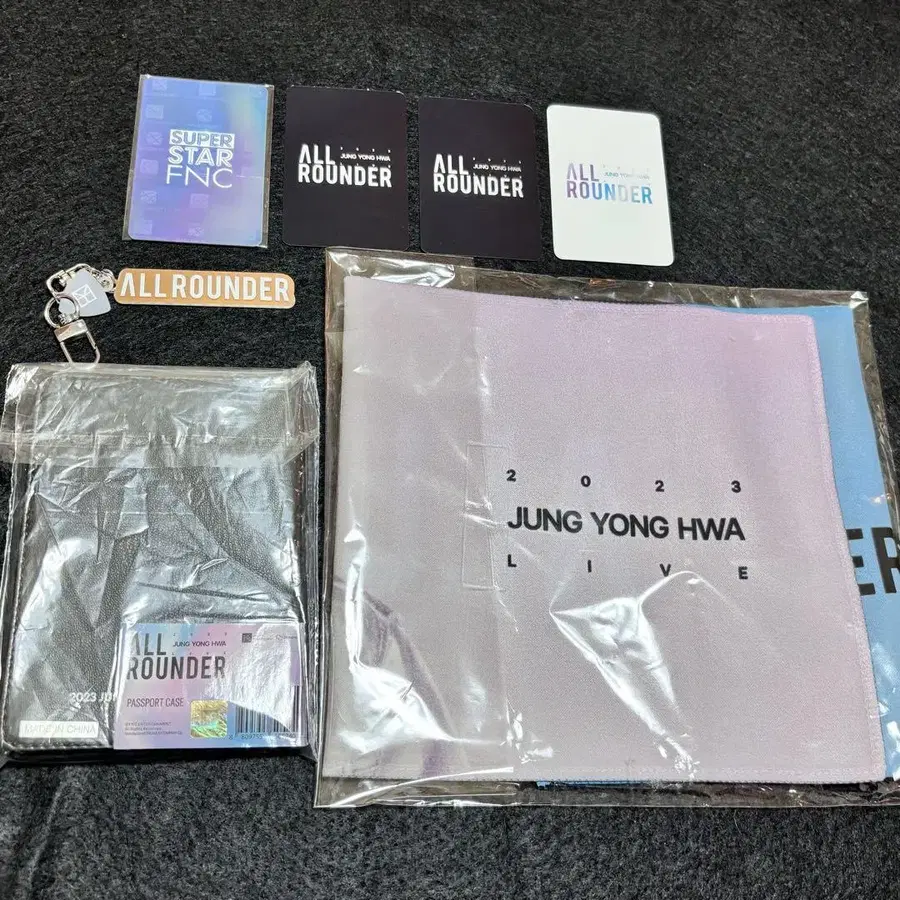 SUPER
STAR
FNC
ALL
JUNG YONG HWA
ROUNDER
ALL
JUNG YONG HWA
ROUNDER
ALL
JUNG YONG HWA
ROUNDER
ALL ROUNDER
2 0 2 3
JUNG YONG HWA
L I V E
ER
ALL
JUNG YONG HWA
ROUNDER
PASSPORT CASE
2023 JU
MADE IN CHINA